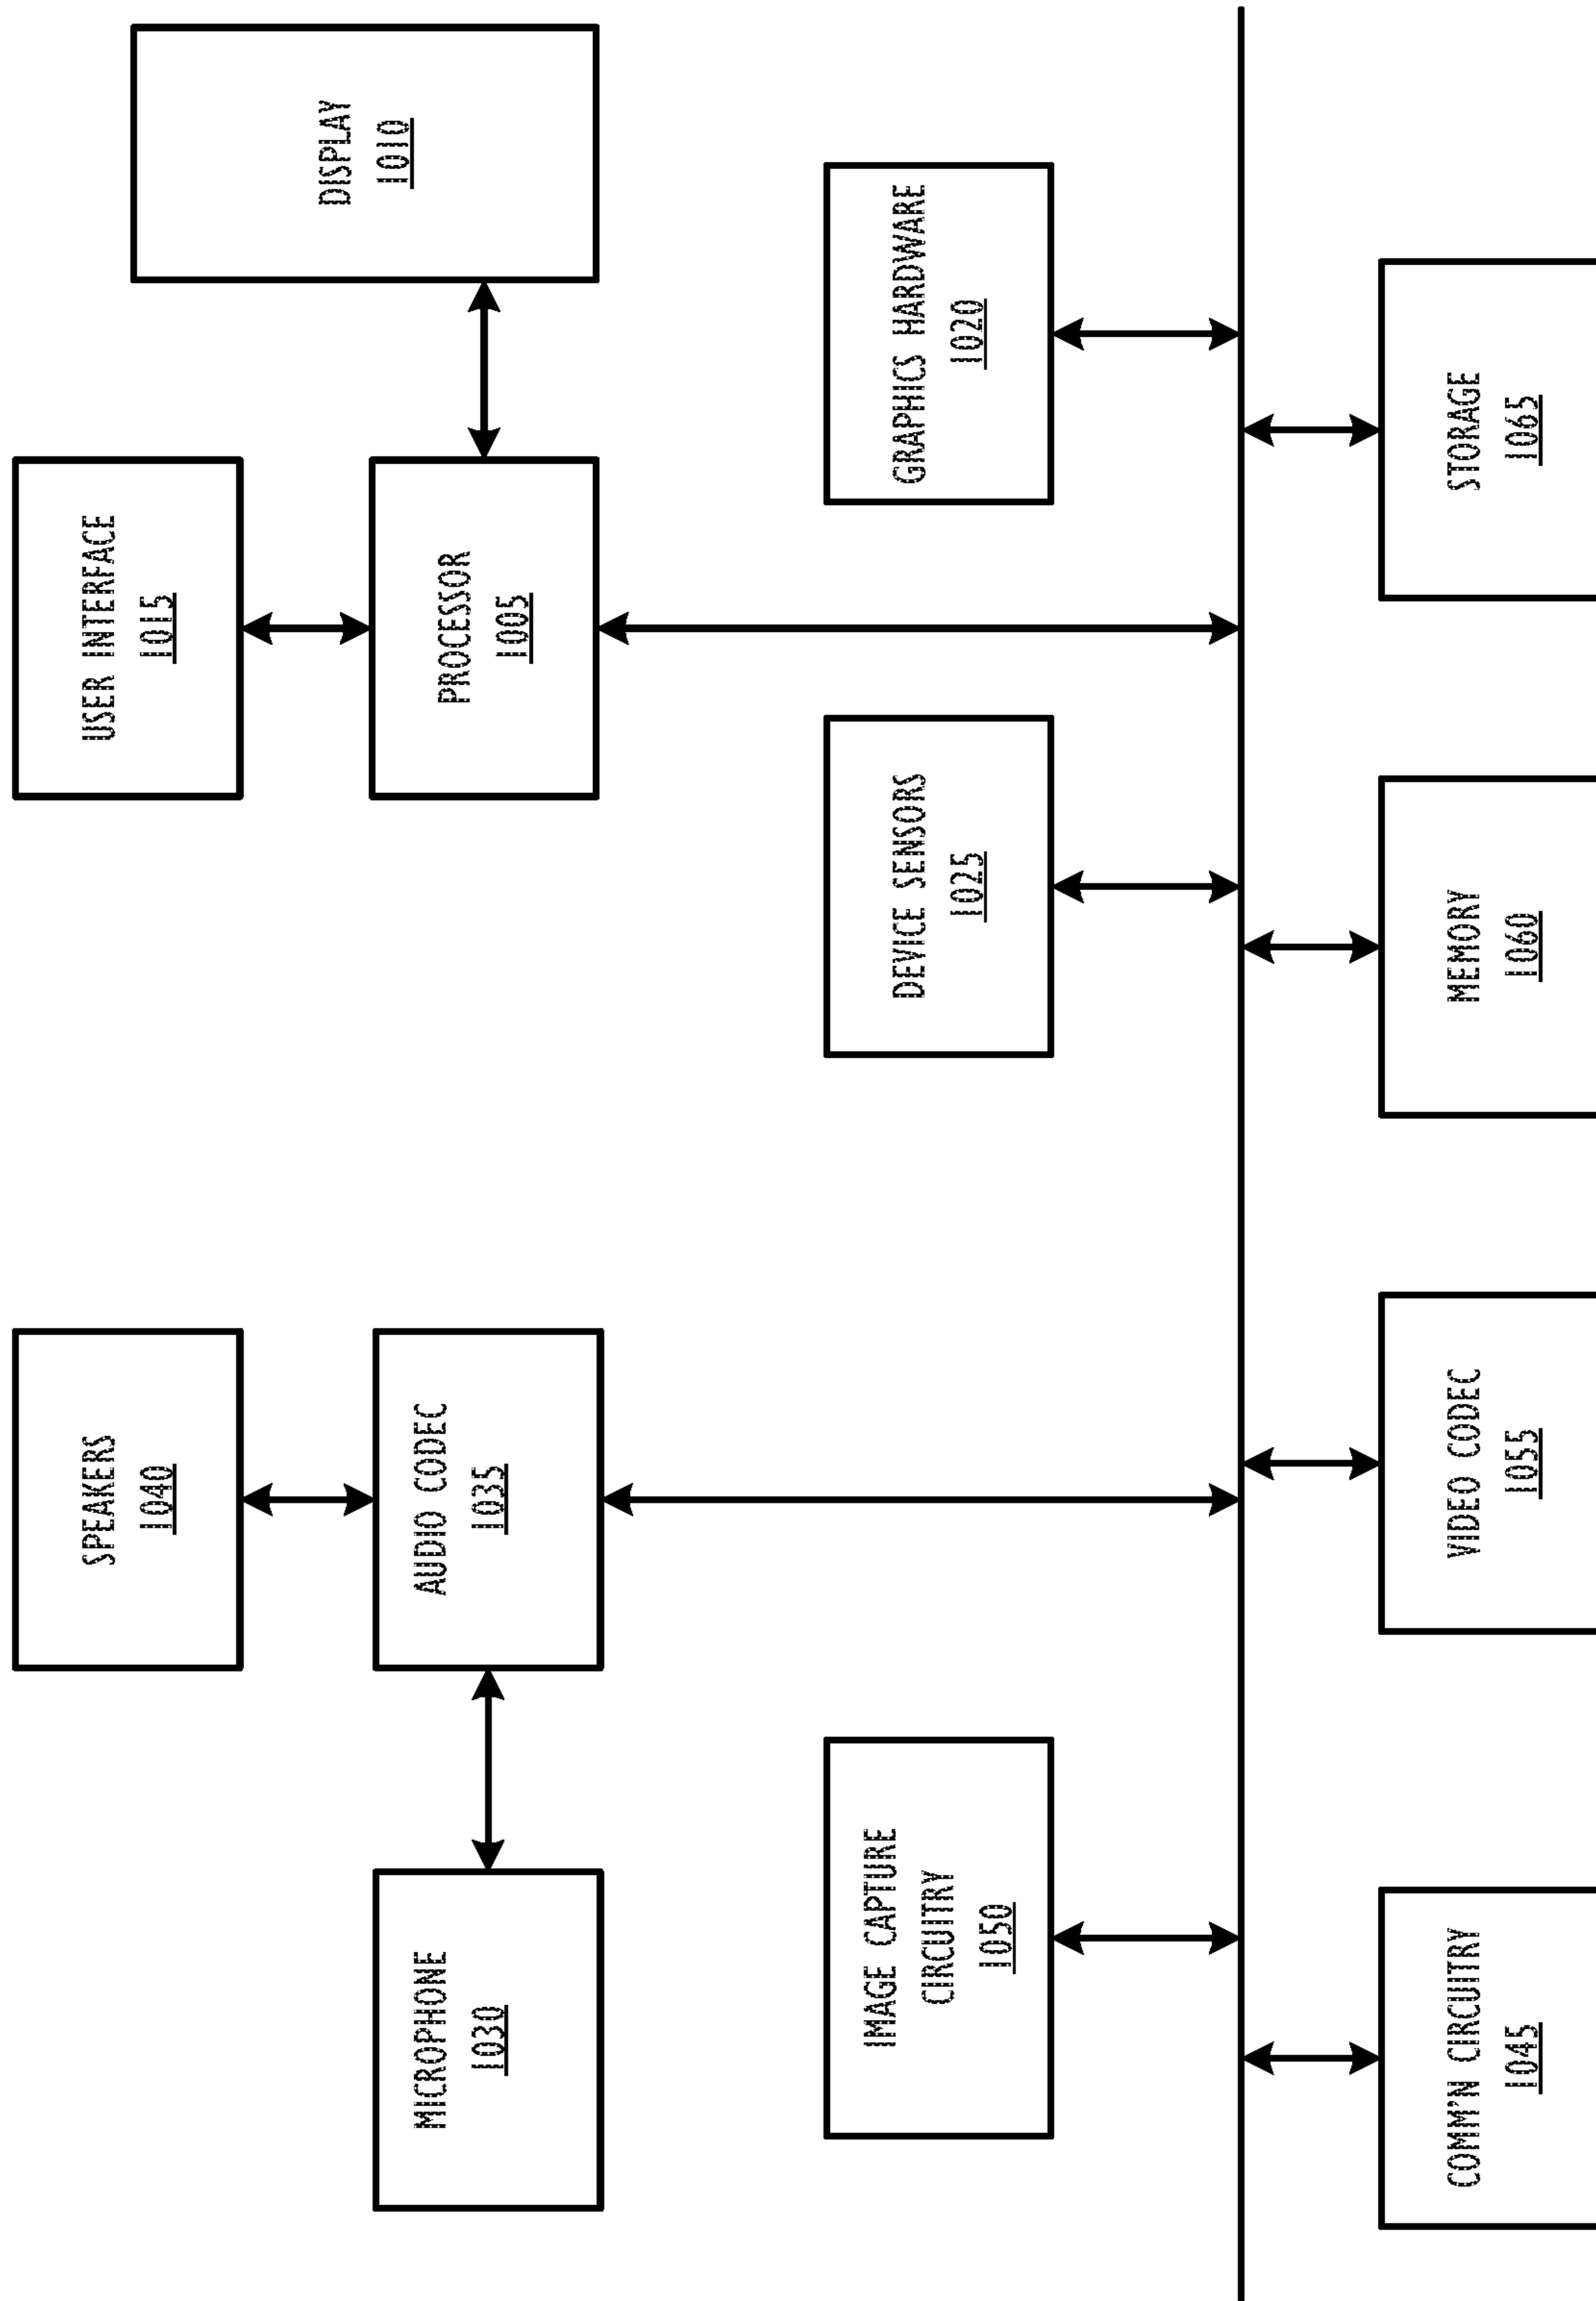 SPEAKERS
1040
USER INTERFACE
1015
MICROPHONE
1030
AUDIO CODEC
1035
PROCESSOR
1005
DISPLAY
1010
IMAGE CAPTURE
CIRCUITRY
1050
DEVICE SENSORS
1025
GRAPHICS HARDWARE
1020
COMM'N CIRCUITRY
1045
VIDEO CODEC
1055
MEMORY
1060
STORAGE
1065